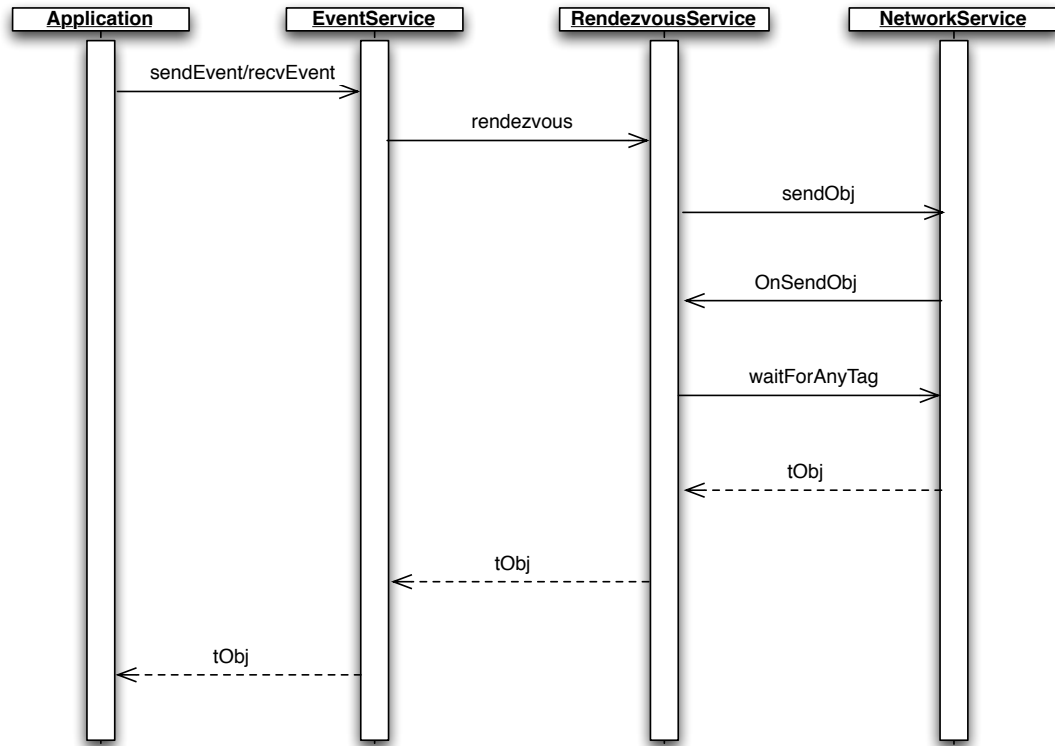 Application
EventService
RendezvousService
NetworkService
sendEvent/recvEvent
rendezvous
sendObj
OnSendObj
waitForAnyTag
tObj
tObj
tObj